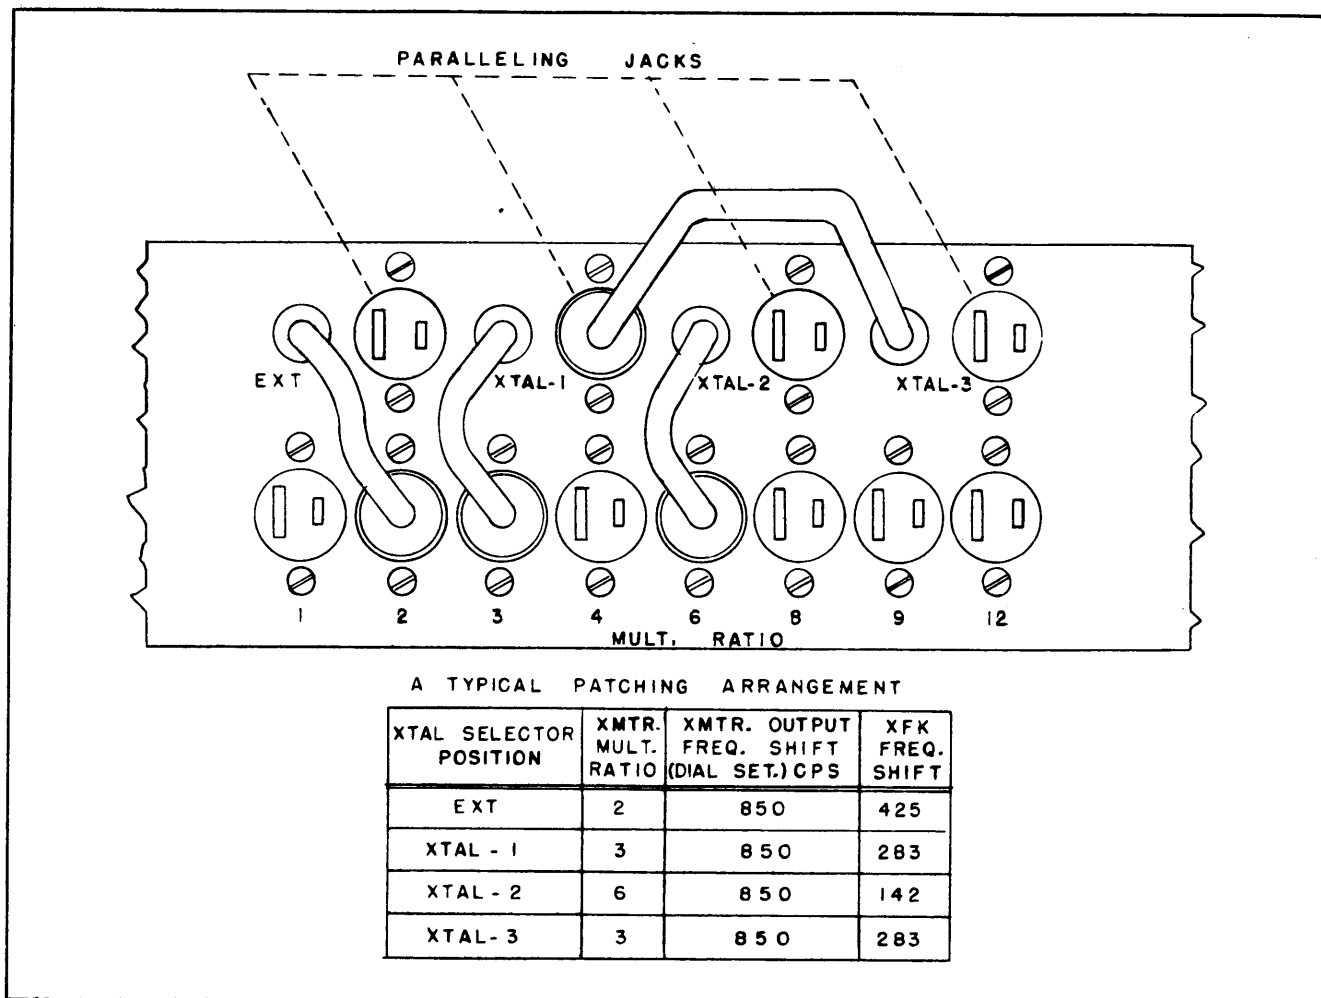 PARALLELING JACKS
EXT XTAL-1 XTAL-2 XTAL-3
1 2 3 4 6 8 9 12
MULT. RATIO
A TYPICAL PATCHING ARRANGEMENT
XTAL SELECTOR POSITION XMTR. MULT. RATIO XMTR. OUTPUT FREQ. SHIFT (DIAL SET.) CPS XFK FREQ. SHIFT
EXT 2 850 425
XTAL - 1 3 850 283
XTAL - 2 6 850 142
XTAL- 3 3 850 283